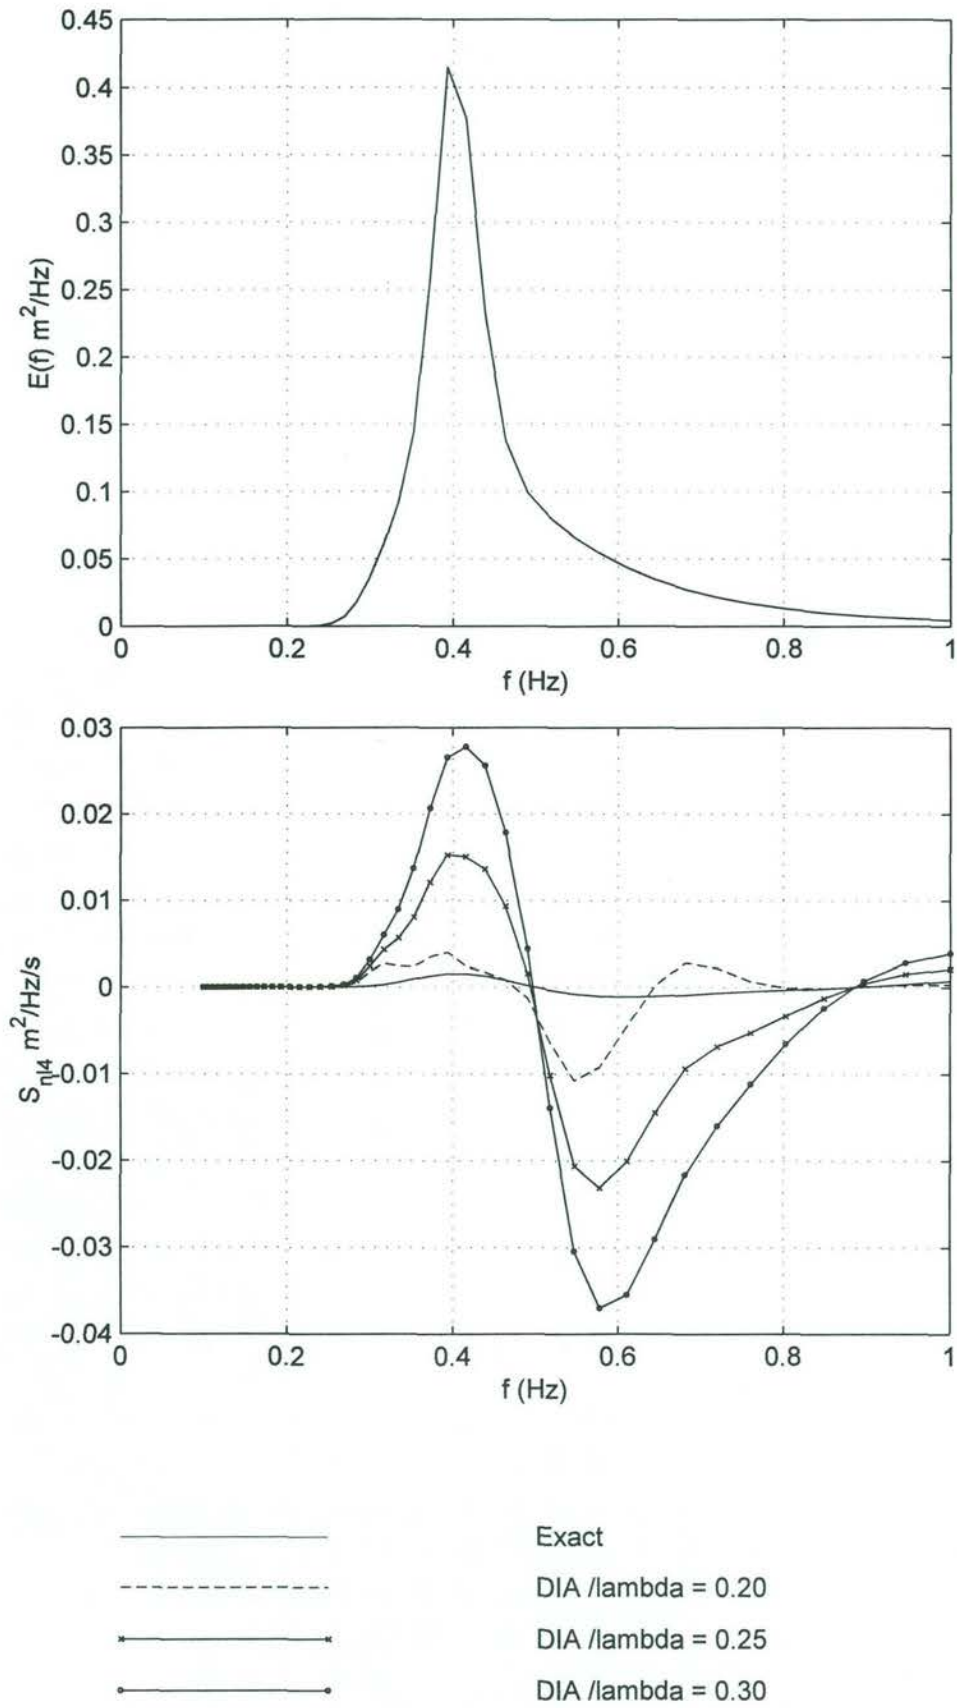 0.45
0.4
0.35
0.3
0.25
0.2
0.15
0.1
0.05
0
E(f) m²/Hz)
0 0.2 0.4 0.6 0.8 1
f (Hz)
0.03
0.02
0.01
0
-0.01
-0.02
-0.03
-0.04
S_nl4 m²/Hz/s
0 0.2 0.4 0.6 0.8 1
f (Hz)
Exact
DIA /lambda = 0.20
DIA /lambda = 0.25
DIA /lambda = 0.30